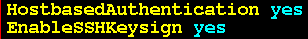 HostbasedAuthentication yes
EnableSSHKeysign yes